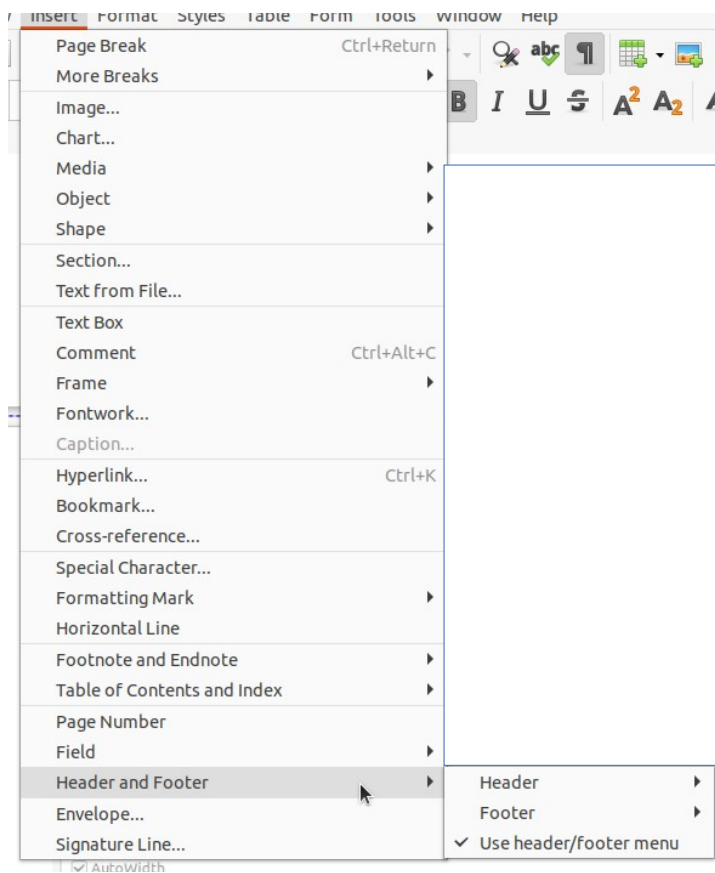 Insert Format Styles Table Form Tools Window Help
Page Break Ctrl+Return
More Breaks
Image...
Chart...
Media
Object
Shape
Section...
Text from File...
Text Box
Comment Ctrl+Alt+C
Frame
Fontwork...
Caption...
Hyperlink... Ctrl+K
Bookmark...
Cross-reference...
Special Character...
Formatting Mark
Horizontal Line
Footnote and Endnote
Table of Contents and Index
Page Number
Field
Header and Footer
Envelope...
Signature Line...
Header
Footer
Use header/footer menu
abc
B I U S A2 A2
AutoWidth